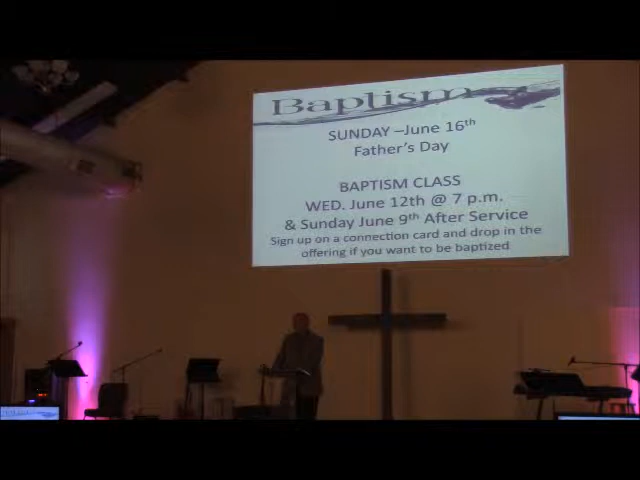 Baptism
SUNDAY –June 16th
Father's Day
BAPTISM CLASS
WED. June 12th @ 7 p.m.
& Sunday June 9th After Service
Sign up on a connection card and drop in the
offering if you want to be baptized